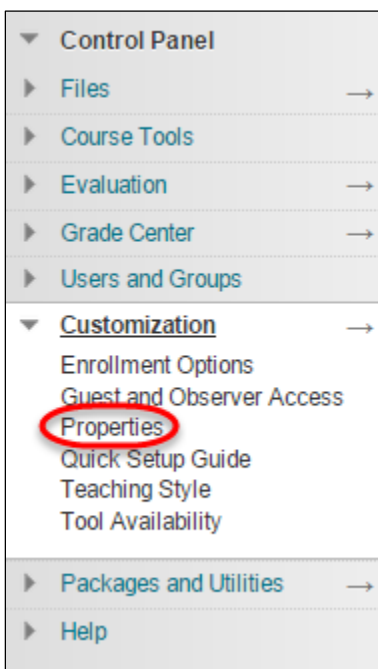 Control Panel
Files
Course Tools
Evaluation
Grade Center
Users and Groups
Customization
Enrollment Options
Guest and Observer Access
Properties
Quick Setup Guide
Teaching Style
Tool Availability
Packages and Utilities
Help